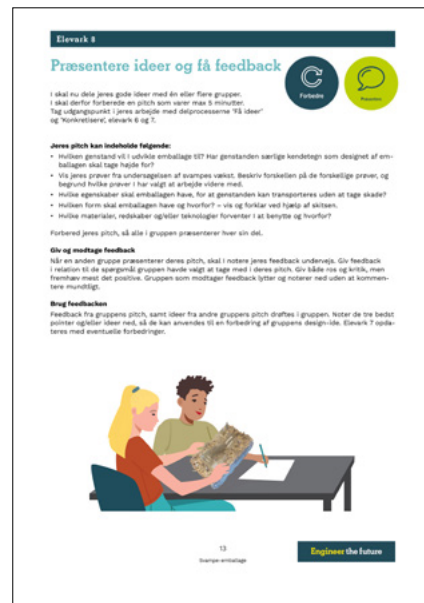 Elevark 8
Præsentere ideer og få feedback
Forbedre
Præsentere
I skal nu dele jeres gode ideer med én eller flere grupper.
I skal derfor forberede en pitch som varer max 5 minutter.
Tag udgangspunkt i jeres arbejde med delprocesserne 'Få ideer'
og 'Konkretisere', elevark 6 og 7.
Jeres pitch kan indeholde følgende:
• Hvilken genstand vil I udvikle emballage til? Har genstanden særlige kendetegn som designet af em-
ballagen skal tage højde for?
• Vis jeres prøver fra undersøgelsen af svampes vækst. Beskriv forskellen på de forskellige prøver, og
begrund hvilke prøver I har valgt at arbejde videre med.
• Hvilke egenskaber skal emballagen have, for at genstanden kan transporteres uden at tage skade?
• Hvilken form skal emballagen have og hvorfor? – vis og forklar ved hjælp af skitsen.
• Hvilke materialer, redskaber og/eller teknologier forventer I at benytte og hvorfor?
Forbered jeres pitch, så alle i gruppen præsenterer hver sin del.
Giv og modtage feedback
Når en anden gruppe præsenterer deres pitch, skal I notere jeres feedback undervejs. Giv feedback
i relation til de spørgsmål gruppen havde valgt at tage med i deres pitch. Giv både ros og kritik, men
fremhæv mest det positive. Gruppen som modtager feedback lytter og noterer ned uden at kommen-
tere mundtligt.
Brug feedbacken
Feedback fra gruppens pitch, samt ideer fra andre gruppers pitch drøftes i gruppen. Noter de tre bedst
pointer og/eller ideer ned, så de kan anvendes til en forbedring af gruppens design-ide. Elevark 7 opda-
teres med eventuelle forbedringer.
13
Svampe-emballage
Engineer the future